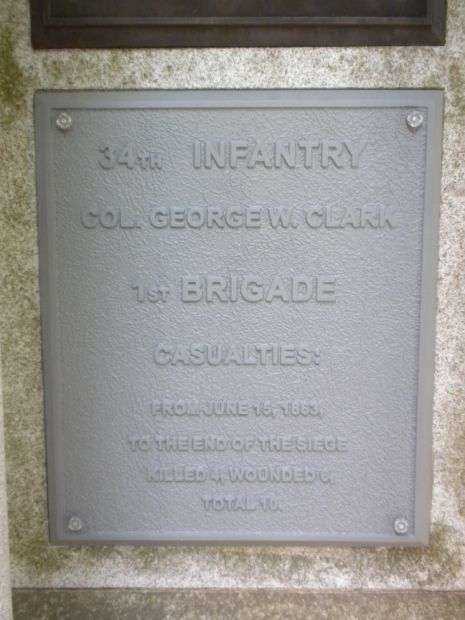 34TH INFANTRY
COL. GEORGE W. CLARK
1ST BRIGADE
CASUALTIES:
FROM JUNE 15, 1863,
TO THE END OF THE SIEGE
KILLED 4, WOUNDED 6,
TOTAL 10.